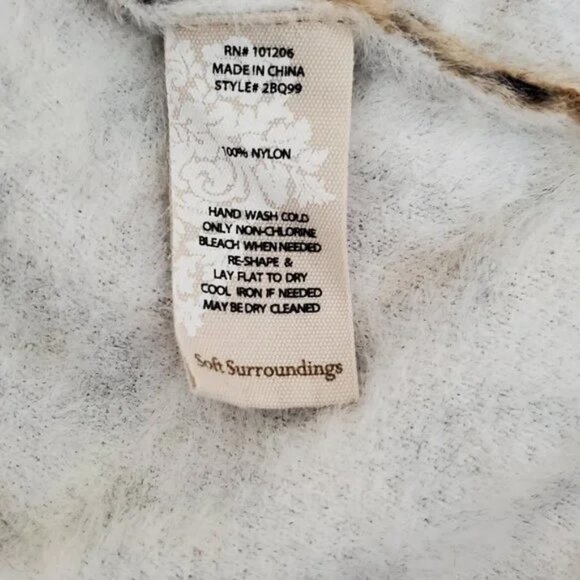 RN# 101206
MADE IN CHINA
STYLE# 2BQ99
100% NYLON
HAND WASH COLD
ONLY NON-CHLORINE
BLEACH WHEN NEEDED
RE-SHAPE &
LAY FLAT TO DRY
COOL IRON IF NEEDED
MAY BE DRY CLEANED
Soft Surroundings